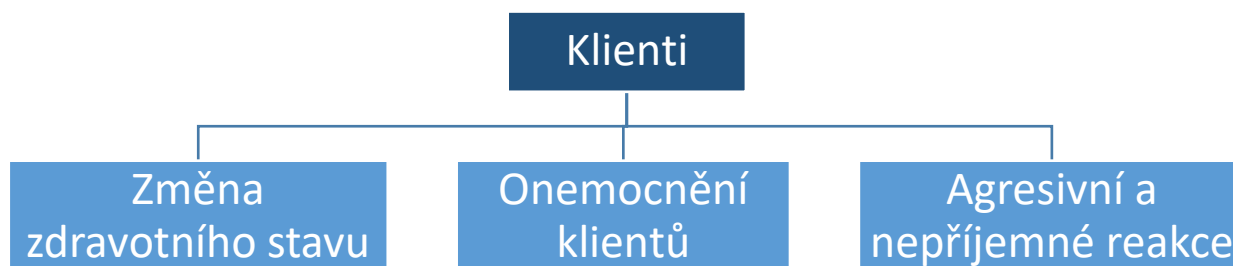 Klienti
Změna
zdravotního stavu
Onemocnění
klientů
Agresivní a
nepříjemné reakce